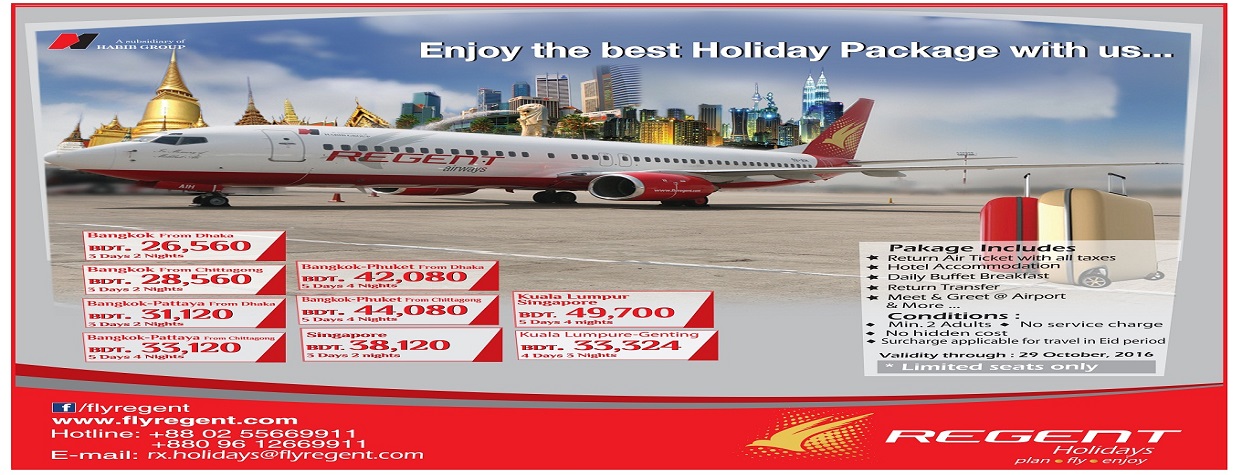 A subsidiary of
HABIB GROUP
Enjoy the best Holiday Package with us...
REGENT
airways
AIH
www.flyregent.com
Bangkok From Dhaka
BDT. 26,560
3 Days 2 Nights
Bangkok From Chittagong
BDT. 28,560
3 Days 2 Nights
Bangkok-Pattaya From Dhaka
BDT. 31,120
3 Days 2 Nights
Bangkok-Pattaya From Chittagong
BDT. 33,120
5 Days 4 Nights
Bangkok-Phuket From Dhaka
BDT. 42,080
5 Days 4 Nights
Bangkok-Phuket From Chittagong
BDT. 44,080
5 Days 4 Nights
Singapore
BDT. 38,120
3 Days 2 nights
Kuala Lumpur
Singapore
BDT. 49,700
5 Days 4 nights
Kuala Lumpure-Genting
BDT. 33,324
4 Days 3 Nights
Pakage Includes
★ Return Air Ticket with all taxes
★ Hotel Accommodation
★ Daily Buffet Breakfast
★ Return Transfer
★ Meet & Greet @ Airport
& More ...
Conditions :
◆ Min. 2 Adults ◆ No service charge
◆ No hidden cost
◆ Surcharge applicable for travel in Eid period
Validity through : 29 October, 2016
* Limited seats only
f /flyregent
www.flyregent.com
Hotline: +88 02 55669911
+880 96 12669911
E-mail: rx.holidays@flyregent.com
REGENT
Holidays
plan • fly • enjoy